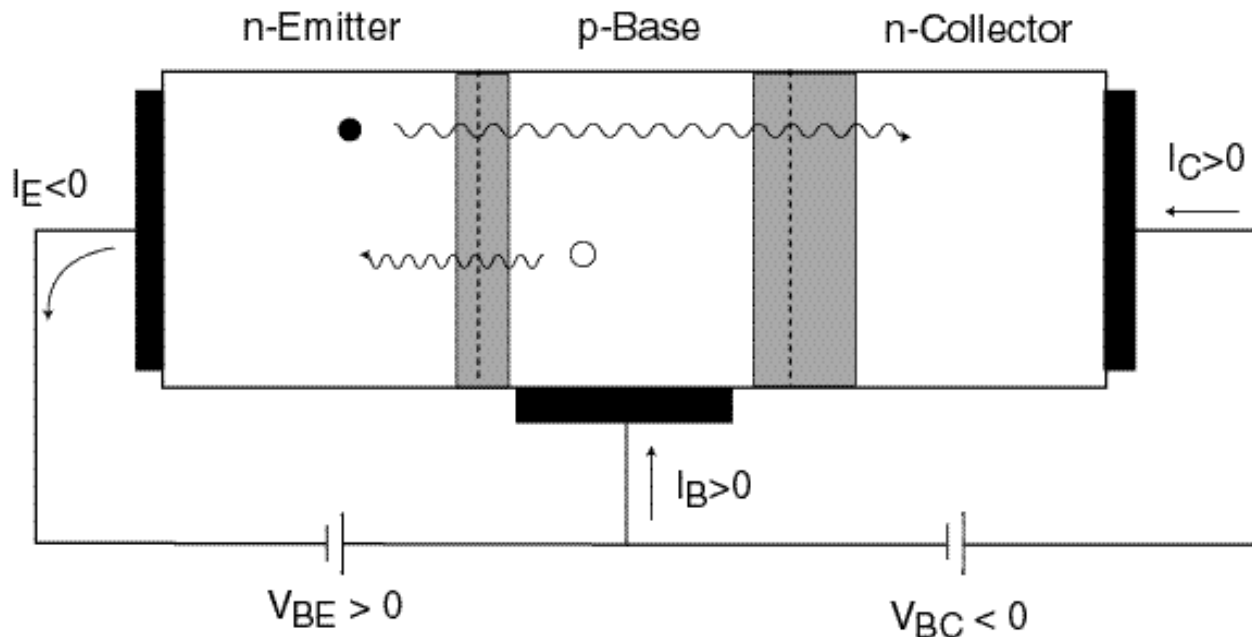 n-Emitter p-Base n-Collector
I_E<0
I_C>0
I_B>0
V_BE > 0
V_BC < 0